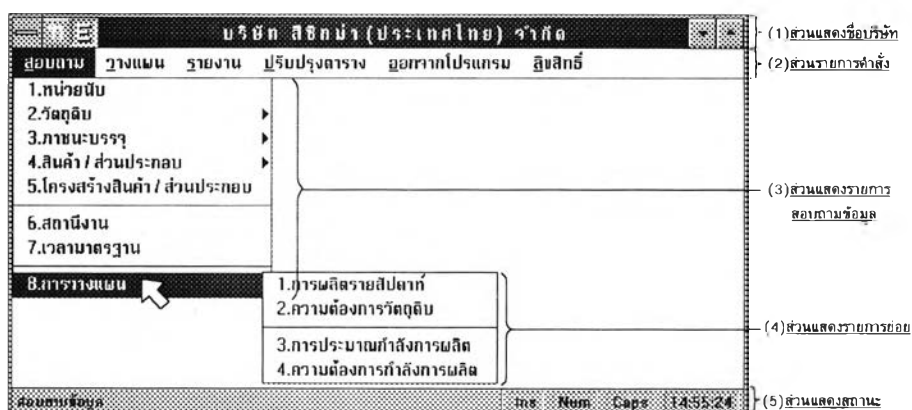 บริษัท สีธิกน่ำ (ประเทศไทย) จำกัด
(1)ส่วนแสดงชื่อบริษัท
สอบถาม วางแผน รายงาน ปรับปรุงตาราง ออกจากโปรแกรม ลิขสิทธิ์
(2)ส่วนรายการคำสั่ง
1.หน่วยนับ
2.วัตถุดิบ
3.ภาชนะบรรจุ
4.สินค้า / ส่วนประกอบ
5.โครงสร้างสินค้า / ส่วนประกอบ
(3)ส่วนแสดงรายการ
สอบถามข้อมูล
6.สถานีงาน
7.เวลามาตรฐาน
8.การวางแผน
1.การผลิตรายสัปดาห์
2.ความต้องการวัตถุดิบ
3.การประมาณกำลังการผลิต
4.ความต้องการกำลังการผลิต
(4)ส่วนแสดงรายการย่อย
สอบถามข้อมูล Ins Num Caps 14:55:24
(5)ส่วนแสดงสถานะ